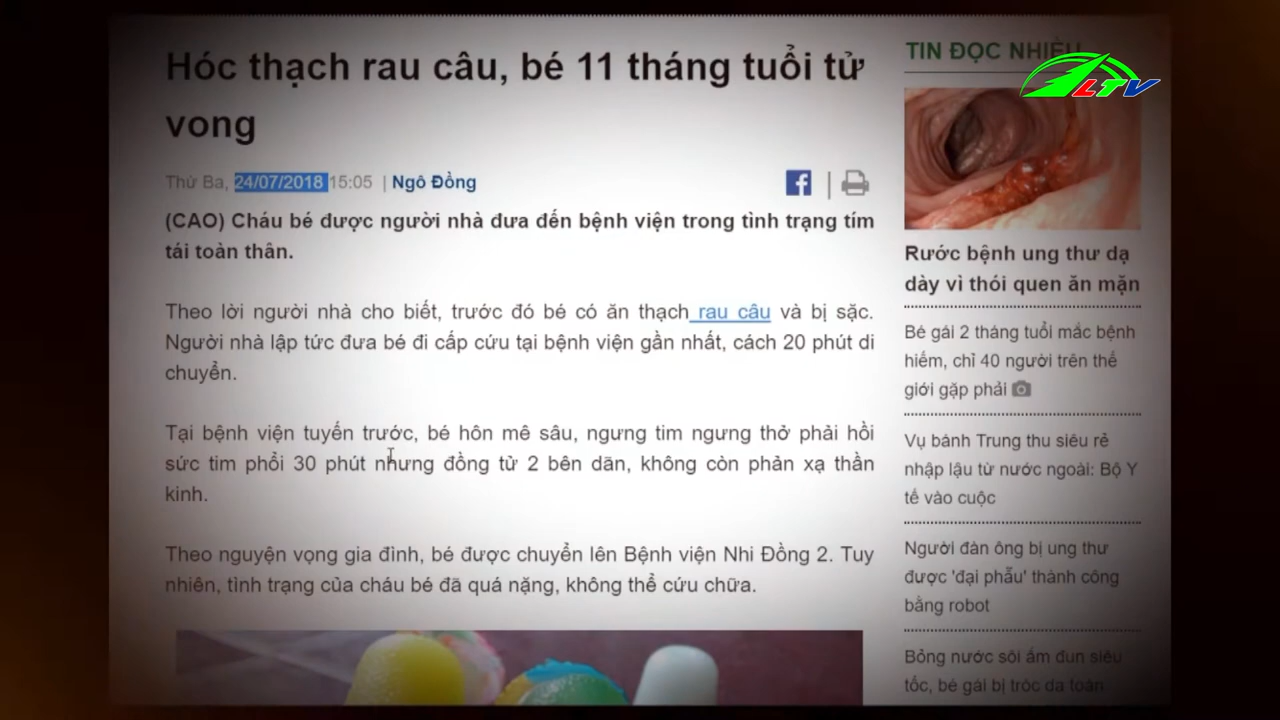 Hóc thạch rau câu, bé 11 tháng tuổi tử
vong
Thứ Ba, 24/07/2018 15:05 | Ngô Đồng
(CAO) Cháu bé được người nhà đưa đến bệnh viện trong tình trạng tím
tái toàn thân.
Theo lời người nhà cho biết, trước đó bé có ăn thạch rau câu và bị sặc.
Người nhà lập tức đưa bé đi cấp cứu tại bệnh viện gần nhất, cách 20 phút di
chuyển.
Tại bệnh viện tuyến trước, bé hôn mê sâu, ngưng tim ngưng thở phải hồi
sức tim phổi 30 phút nhưng đồng tử 2 bên dãn, không còn phản xạ thần
kinh.
Theo nguyện vọng gia đình, bé được chuyển lên Bệnh viện Nhi Đồng 2. Tuy
nhiên, tình trạng của cháu bé đã quá nặng, không thể cứu chữa.
TIN ĐỌC NHIỀU
LTV
Rước bệnh ung thư dạ
dày vì thói quen ăn mặn
Bé gái 2 tháng tuổi mắc bệnh
hiếm, chỉ 40 người trên thế
giới gặp phải
Vụ bánh Trung thu siêu rẻ
nhập lậu từ nước ngoài: Bộ Y
tế vào cuộc
Người đàn ông bị ung thư
được 'đại phẫu' thành công
bằng robot
Bỏng nước sôi ấm đun siêu
tốc, bé gái bị tróc da toàn